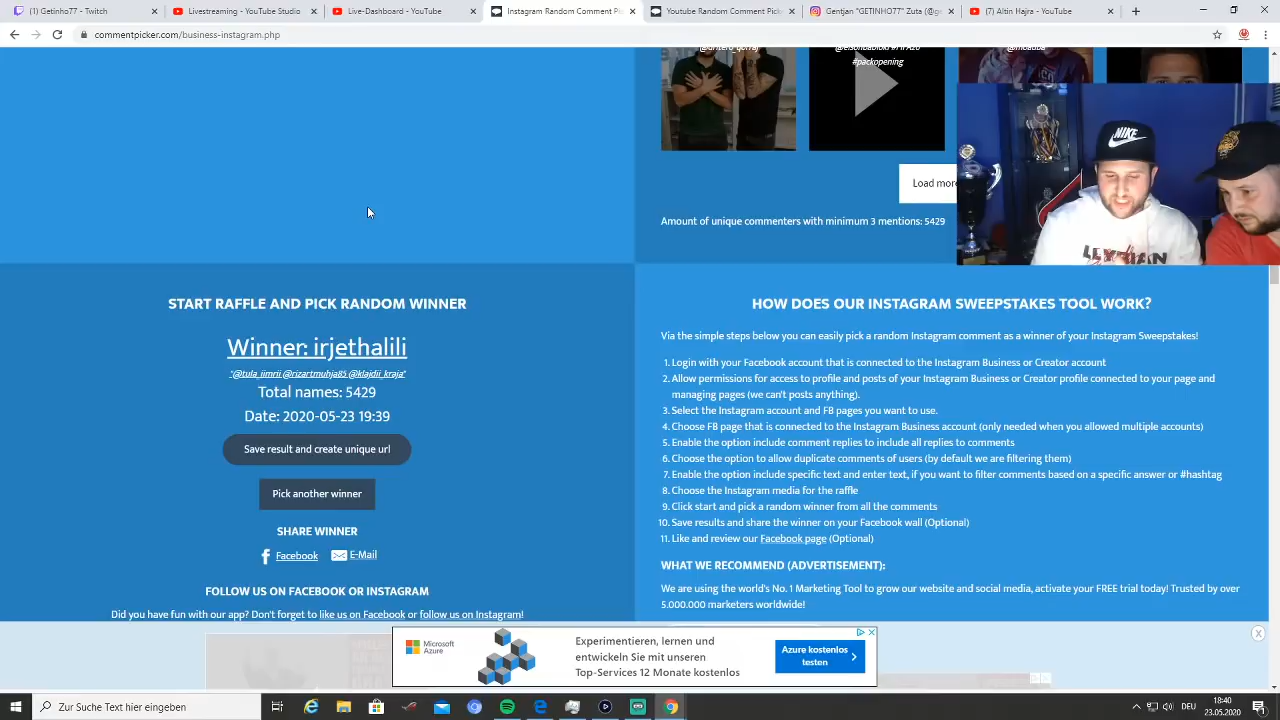 (1) Getinho77 - Twitch
Livestreaming - YouTube Studio
Live-Dashboard - YouTube
Instagram Random Comment Pi
Youtube Random Comment Picke
Gentjan "GETINHO77" Zuta (@g
(7) Altin Hajra - YouTube
commentpicker.com/business-instagram.php
#packopening
Load more
NIKE
Amount of unique commenters with minimum 3 mentions: 5429
START RAFFLE AND PICK RANDOM WINNER
Winner: irjethalili
"@tula_iimrii @rizartmuhja85 @klajdii_kraja"
Total names: 5429
Date: 2020-05-23 19:39
Save result and create unique url
Pick another winner
SHARE WINNER
Facebook
E-Mail
FOLLOW US ON FACEBOOK OR INSTAGRAM
Did you have fun with our app? Don't forget to like us on Facebook or follow us on Instagram!
HOW DOES OUR INSTAGRAM SWEEPSTAKES TOOL WORK?
Via the simple steps below you can easily pick a random Instagram comment as a winner of your Instagram Sweepstakes!
1. Login with your Facebook account that is connected to the Instagram Business or Creator account
2. Allow permissions for access to profile and posts of your Instagram Business or Creator profile connected to your page and
managing pages (we can't posts anything).
3. Select the Instagram account and FB pages you want to use.
4. Choose FB page that is connected to the Instagram Business account (only needed when you allowed multiple accounts)
5. Enable the option include comment replies to include all replies to comments
6. Choose the option to allow duplicate comments of users (by default we are filtering them)
7. Enable the option include specific text and enter text, if you want to filter comments based on a specific answer or #hashtag
8. Choose the Instagram media for the raffle
9. Click start and pick a random winner from all the comments
10. Save results and share the winner on your Facebook wall (Optional)
11. Like and review our Facebook page (Optional)
WHAT WE RECOMMEND (ADVERTISEMENT):
We are using the world's No. 1 Marketing Tool to grow our website and social media, activate your FREE trial today! Trusted by over
5.000.000 marketers worldwide!
Microsoft
Azure
Experimentieren, lernen und
entwickeln Sie mit unseren
Top-Services 12 Monate kostenlos
Azure kostenlos
testen
Zur Suche Text hier eingeben
18:40
23.05.2020